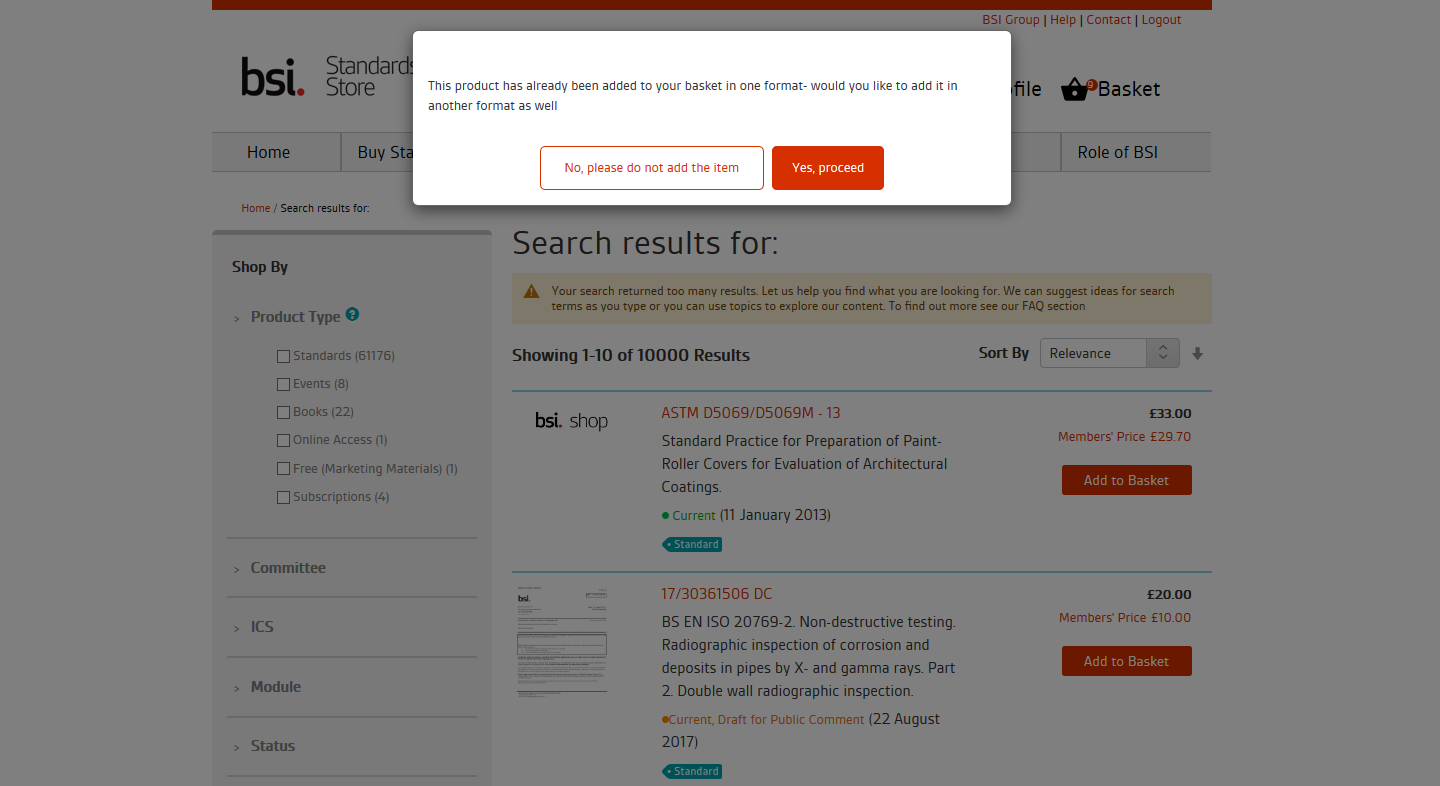 BSI Group | Help | Contact | Logout
This product has already been added to your basket in one format- would you like to add it in
another format as well
No, please do not add the item
Yes, proceed
bsi.
Standards
Store
ofile
9
Basket
Home
Buy Sta
Role of BSI
Home / Search results for:
Shop By
> Product Type ?
Standards (61176)
Events (8)
Books (22)
Online Access (1)
Free (Marketing Materials) (1)
Subscriptions (4)
> Committee
> ICS
> Module
> Status
Search results for:
Your search returned too many results. Let us help you find what you are looking for. We can suggest ideas for search
terms as you type or you can use topics to explore our content. To find out more see our FAQ section
Showing 1-10 of 10000 Results
Sort By Relevance
bsi. shop
ASTM D5069/D5069M - 13
Standard Practice for Preparation of Paint-
Roller Covers for Evaluation of Architectural
Coatings.
Current (11 January 2013)
Standard
£33.00
Members' Price £29.70
Add to Basket
bsi.
17/30361506 DC
BS EN ISO 20769-2. Non-destructive testing.
Radiographic inspection of corrosion and
deposits in pipes by X- and gamma rays. Part
2. Double wall radiographic inspection.
Current, Draft for Public Comment (22 August
2017)
Standard
£20.00
Members' Price £10.00
Add to Basket